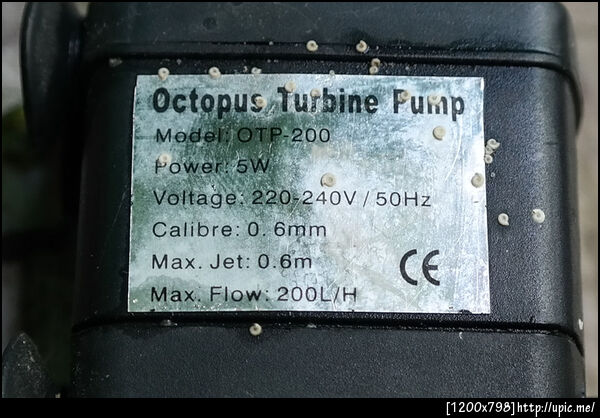 Octopus Turbine Pump
Model: OTP-200
Power: 5W
Voltage: 220-240V / 50Hz
Calibre: 0.6mm
Max. Jet: 0.6m
CE
Max. Flow: 200L/H
[1200x798]http://upic.me/